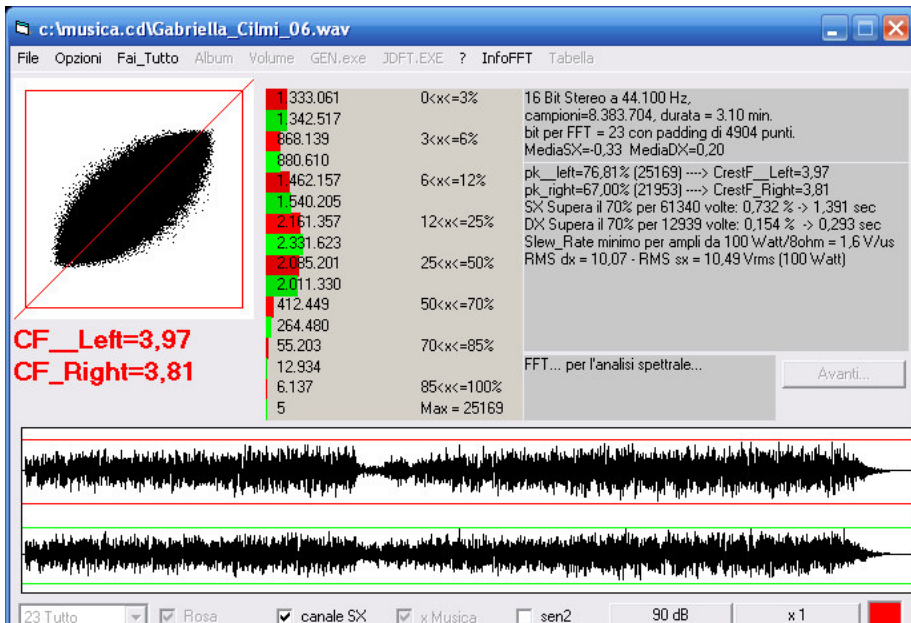 c:\musica.cd\Gabriella_Cilmi_06.wav
File Opzioni Fai_Tutto Album Volume GEN.exe JDFT.EXE ? InfoFFT Tabella
1.333.061 0<x<=3%
1.342.517
868.139 3<x<=6%
880.610
1.462.157 6<x<=12%
1.540.205
2.161.357 12<x<=25%
2.331.623
2.085.201 25<x<=50%
2.011.330
412.449 50<x<=70%
264.480
55.203 70<x<=85%
12.934
6.137 85<x<=100%
5 Max = 25169
16 Bit Stereo a 44.100 Hz,
campioni=8.383.704, durata = 3.10 min.
bit per FFT = 23 con padding di 4904 punti.
MediaSX=-0,33 MediaDX=0,20
pk__left=76,81% (25169) ----> CrestF__Left=3,97
pk_right=67,00% (21953) ----> CrestF_Right=3,81
SX Supera il 70% per 61340 volte: 0,732 % -> 1,391 sec
DX Supera il 70% per 12939 volte: 0,154 % -> 0,293 sec
Slew_Rate minimo per ampli da 100 Watt/8ohm = 1,6 V/us
RMS dx = 10,07 - RMS sx = 10,49 Vrms (100 Watt)
CF__Left=3,97
CF_Right=3,81
FFT... per l'analisi spettrale...
Avanti...
23 Tutto Rosa canale SX x Musica sen2 90 dB x 1